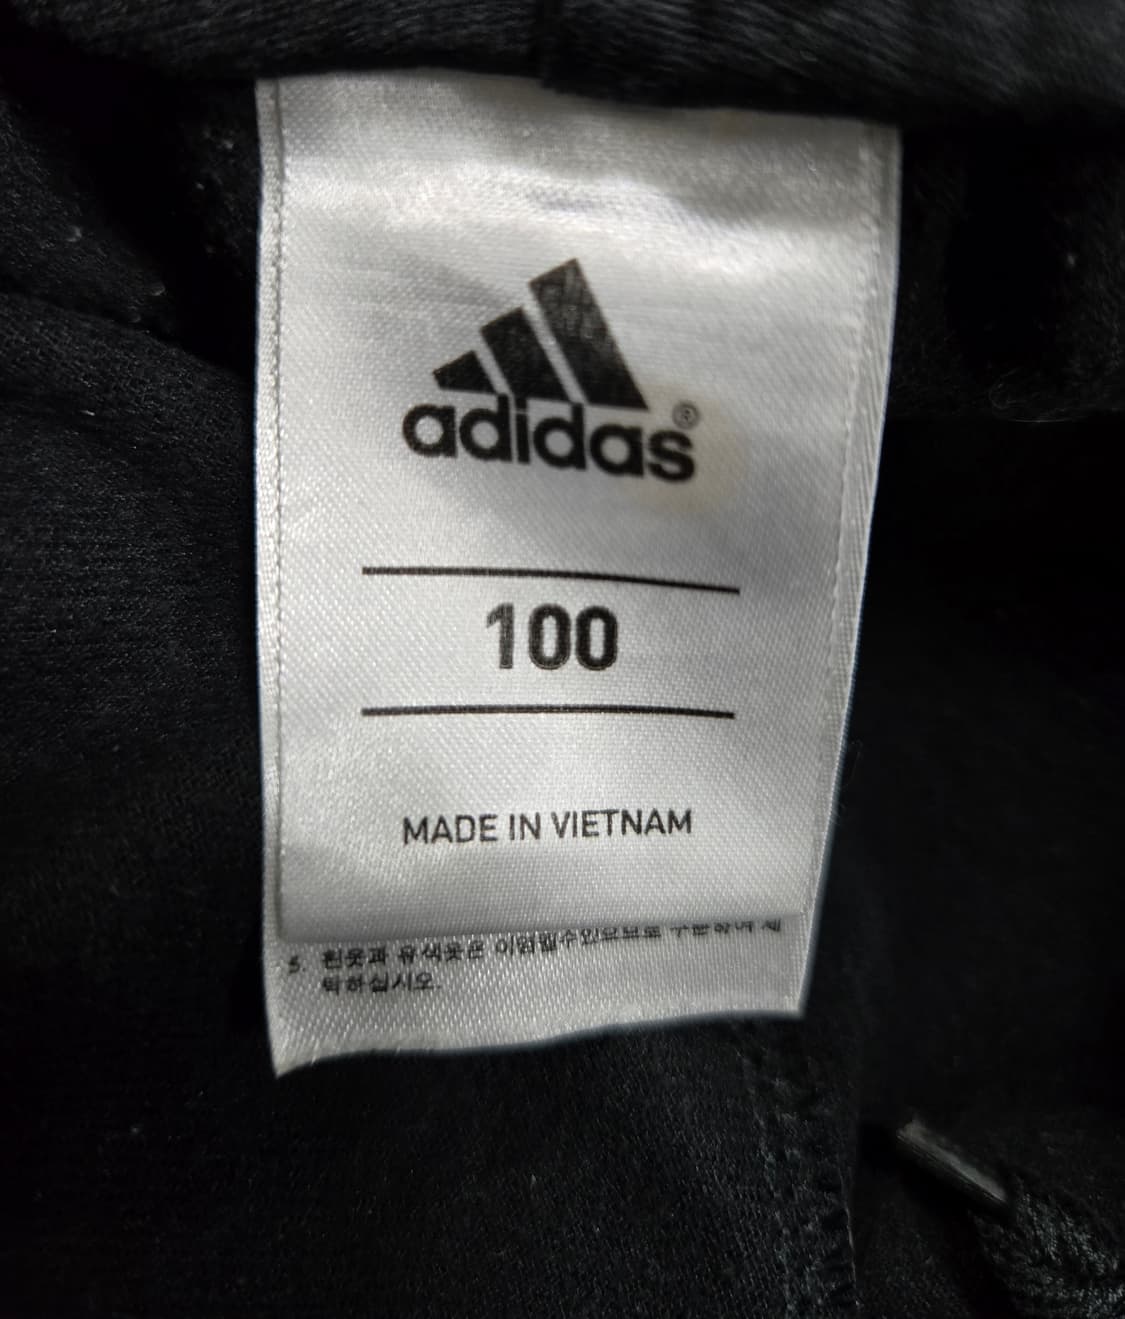 adidas®
100
MADE IN VIETNAM
5. 흰옷과 유색옷은 이염될수있으므로 구분하여 세
탁하십시오.